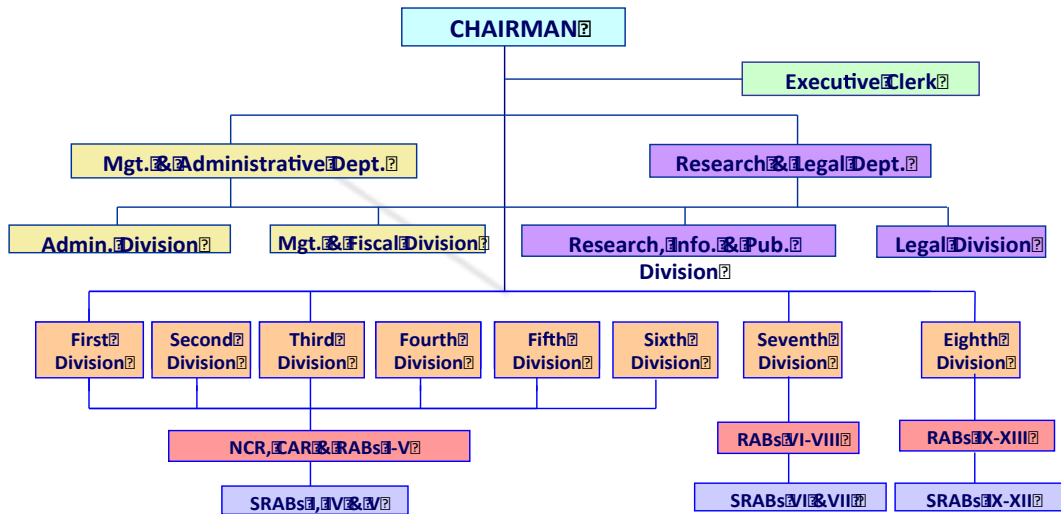 CHAIRMAN
Executive Clerk
Mgt. & Administrative Dept.
Research & Legal Dept.
Admin. Division
Mgt. & Fiscal Division
Research, Info. & Pub.
Division
Legal Division
First
Division
Second
Division
Third
Division
Fourth
Division
Fifth
Division
Sixth
Division
Seventh
Division
Eighth
Division
NCR, CAR & RABs I-V
RABs VI-VIII
RABs IX-XIII
SRABs I, IV & V
SRABs VI & VII
SRABs IX-XII